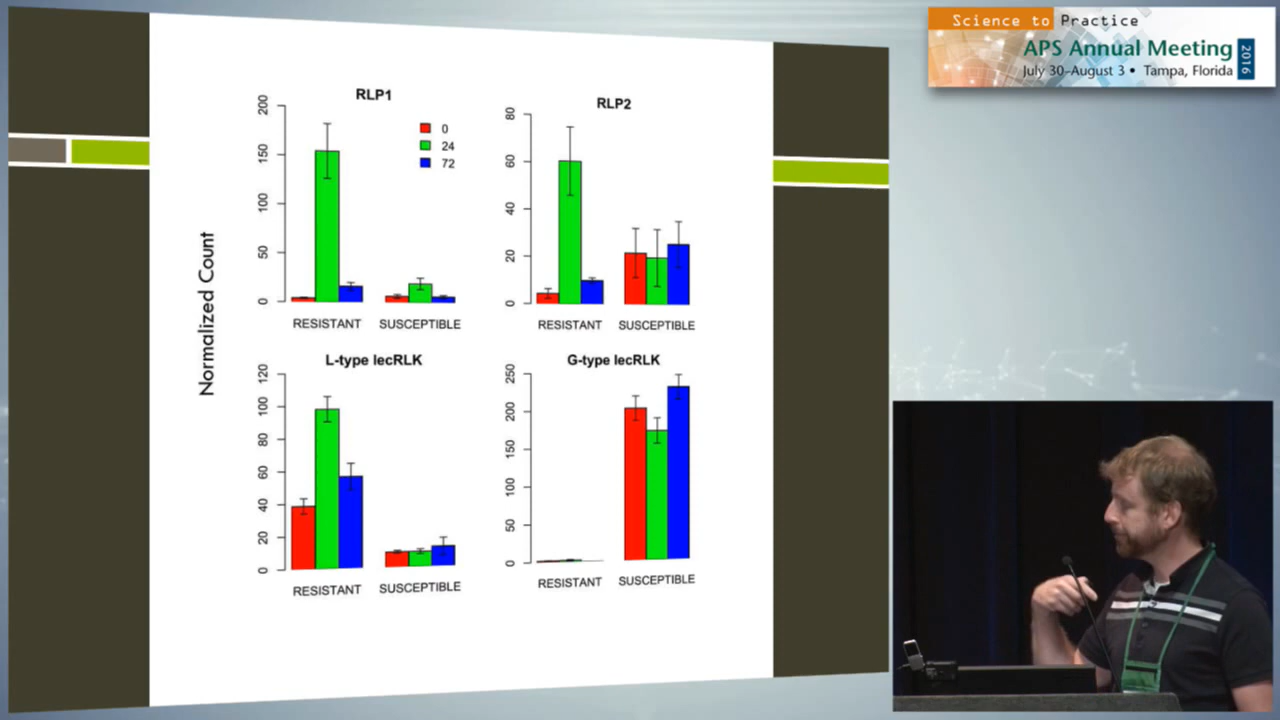 Science to Practice
APS Annual Meeting
2016
July 30-August 3 • Tampa, Florida
RLP1
200
150
100
50
0
0
24
72
RESISTANT SUSCEPTIBLE
RLP2
80
60
40
20
0
RESISTANT SUSCEPTIBLE
Normalized Count
L-type lecRLK
120
100
80
60
40
20
0
RESISTANT SUSCEPTIBLE
G-type lecRLK
250
200
150
100
50
0
RESISTANT SUSCEPTIBLE